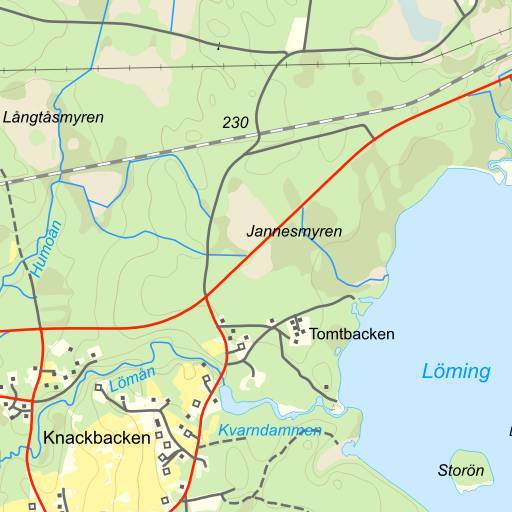 Långtåsmyren
230
Jannesmyren
Humoån
Tomtbacken
Löming
Lömån
Kvarndammen
Knackbacken
Storön